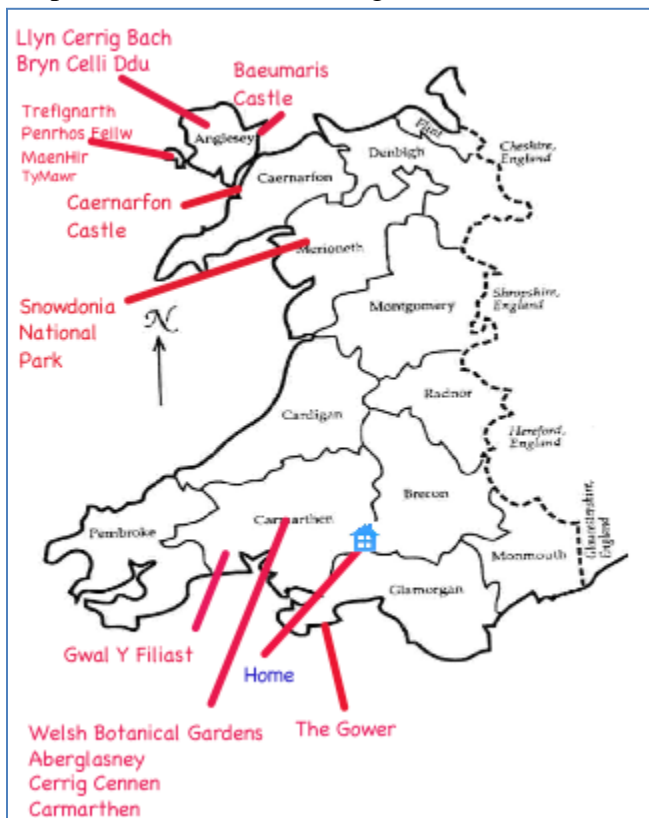 Llyn Cerrig Bach
Bryn Celli Ddu
Baeumaris
Castle
Trefignarth
Penrhos Feilw
MaenHir
TyMawr
Anglesey
Flint
Cheshire,
England
Denbigh
Caernarfon
Caernarfon
Castle
Merioneth
Snowdonia
National
Park
N
Montgomery
Shropshire,
England
Cardigan
Radnor
Hereford,
England
Brecon
Pembroke
Carmarthen
Monmouth
Gloucestershire,
England
Glamorgan
Gwal Y Filiast
Home
The Gower
Welsh Botanical Gardens
Aberglasney
Cerrig Cennen
Carmarthen